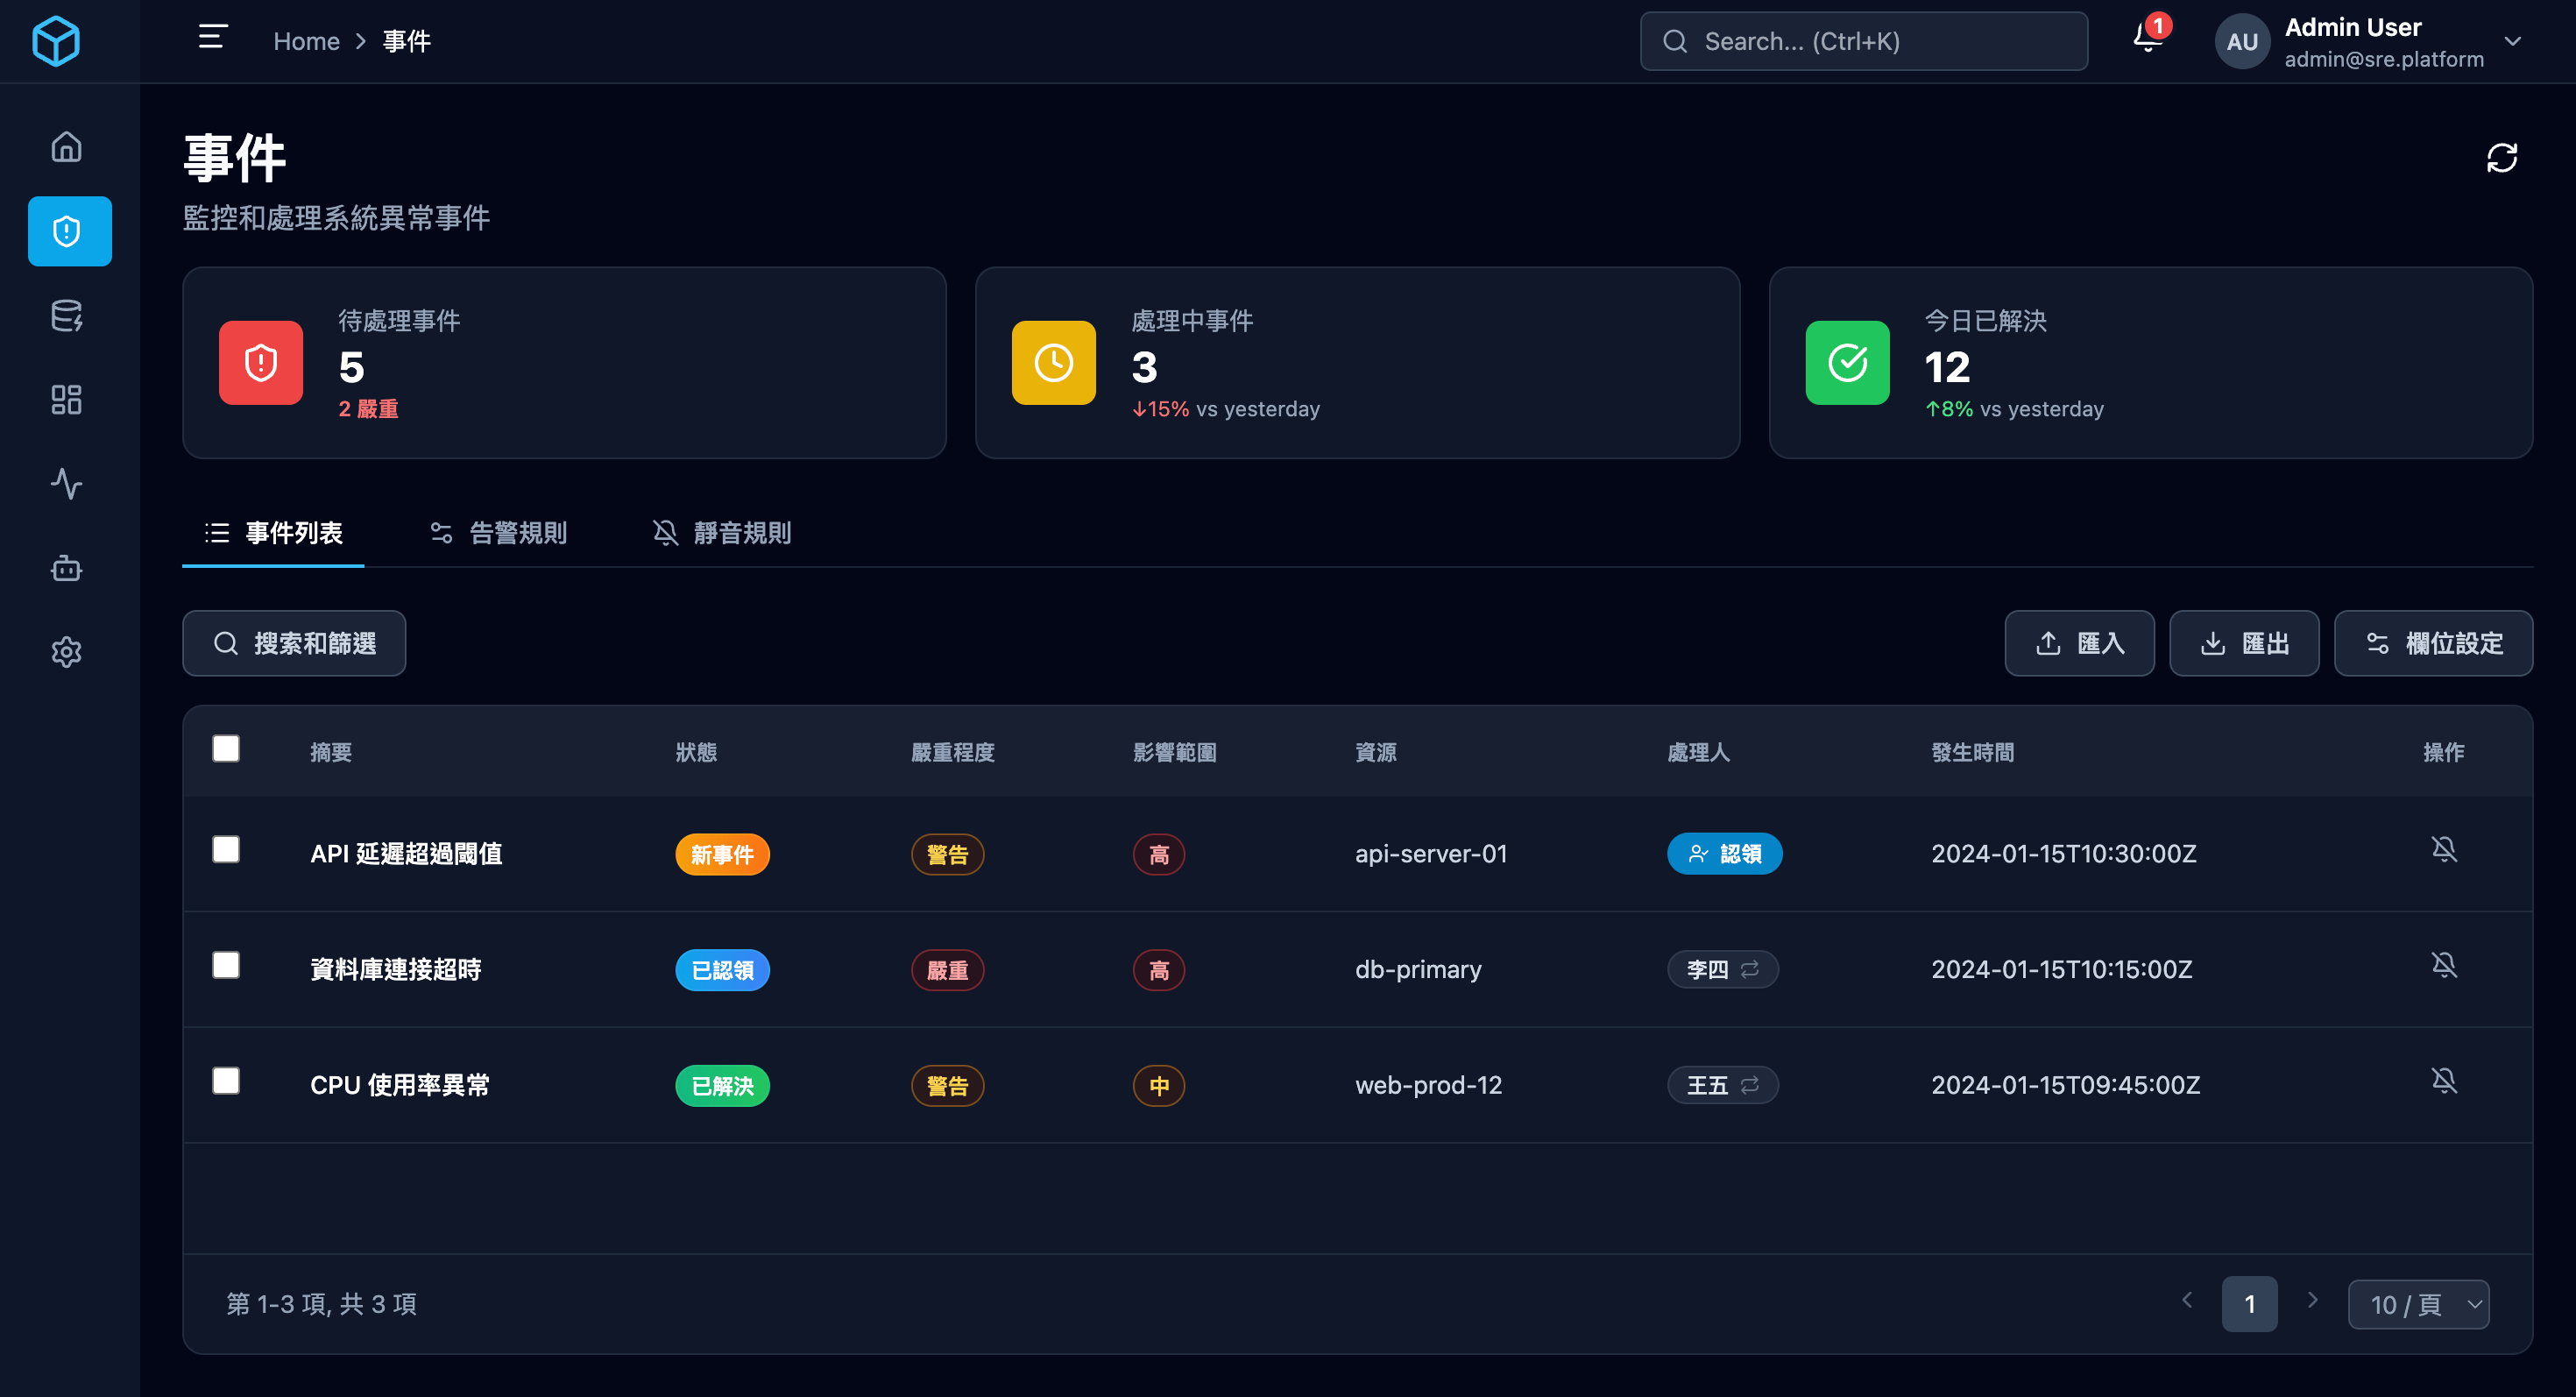 Home > 事件
Search... (Ctrl+K)
1
AU
Admin User
admin@sre.platform
事件
監控和處理系統異常事件
待處理事件
5
2 嚴重
處理中事件
3
↓15% vs yesterday
今日已解決
12
↑8% vs yesterday
事件列表 告警規則 靜音規則
搜索和篩選 匯入 匯出 欄位設定
摘要 狀態 嚴重程度 影響範圍 資源 處理人 發生時間 操作
API 延遲超過閾值 新事件 警告 高 api-server-01 認領 2024-01-15T10:30:00Z
資料庫連接超時 已認領 嚴重 高 db-primary 李四 2024-01-15T10:15:00Z
CPU 使用率異常 已解決 警告 中 web-prod-12 王五 2024-01-15T09:45:00Z
第 1-3 項, 共 3 項 1 10 / 頁